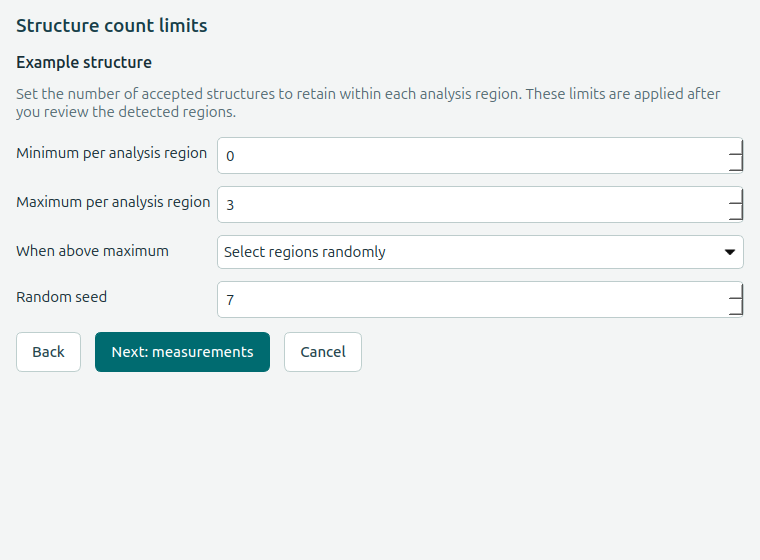 Structure count limits
Example structure
Set the number of accepted structures to retain within each analysis region. These limits are applied after
you review the detected regions.
Minimum per analysis region 0
Maximum per analysis region 3
When above maximum Select regions randomly
Random seed 7
Back Next: measurements Cancel